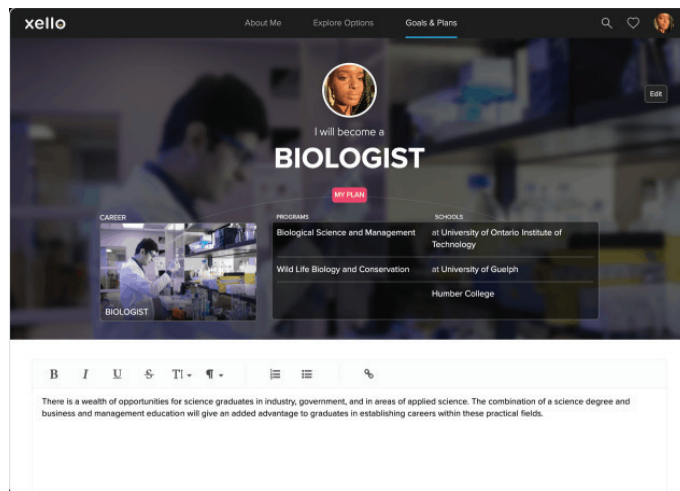 xello
About Me
Explore Options
Goals & Plans
Edit
I will become a
BIOLOGIST
MY PLAN
CAREER
BIOLOGIST
PROGRAMS
SCHOOLS
Biological Science and Management
at University of Ontario Institute of
Technology
Wild Life Biology and Conservation
at University of Guelph
Humber College
B I U S T! ¶
There is a wealth of opportunities for science graduates in industry, government, and in areas of applied science. The combination of a science degree and
business and management education will give an added advantage to graduates in establishing careers within these practical fields.